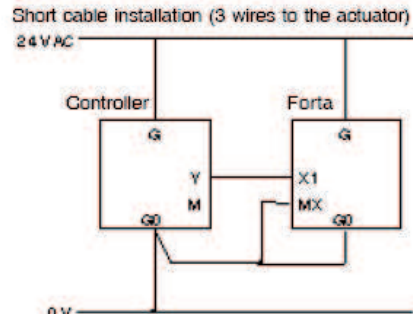 Short cable installation (3 wires to the actuator)
24 V AC
Controller Forta
G G
Y X1
M MX
G0 G0
0 V